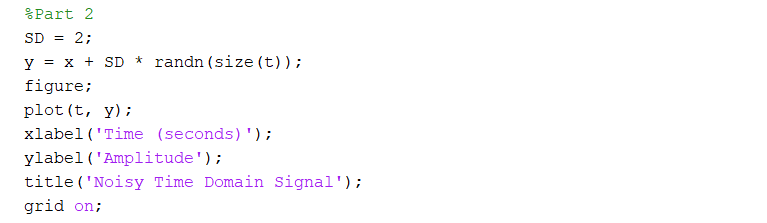 %Part 2
SD = 2;
y = x + SD * randn(size(t));
figure;
plot(t, y);
xlabel('Time (seconds)');
ylabel('Amplitude');
title('Noisy Time Domain Signal');
grid on;